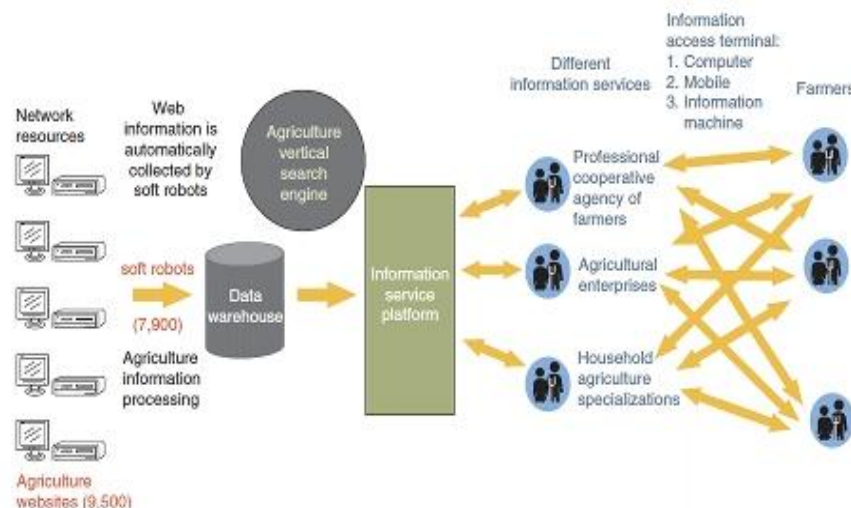 Network
resources
Web
information is
automatically
collected by
soft robots
Agriculture
vertical
search
engine
Different
information services
Information
access terminal:
1. Computer
2. Mobile
3. Information
machine
Farmers
soft robots
(7,900)
Agriculture
information
processing
Data
warehouse
Information
service
platform
Professional
cooperative
agency of
farmers
Agricultural
enterprises
Household
agriculture
specializations
Agriculture
websites (9,500)